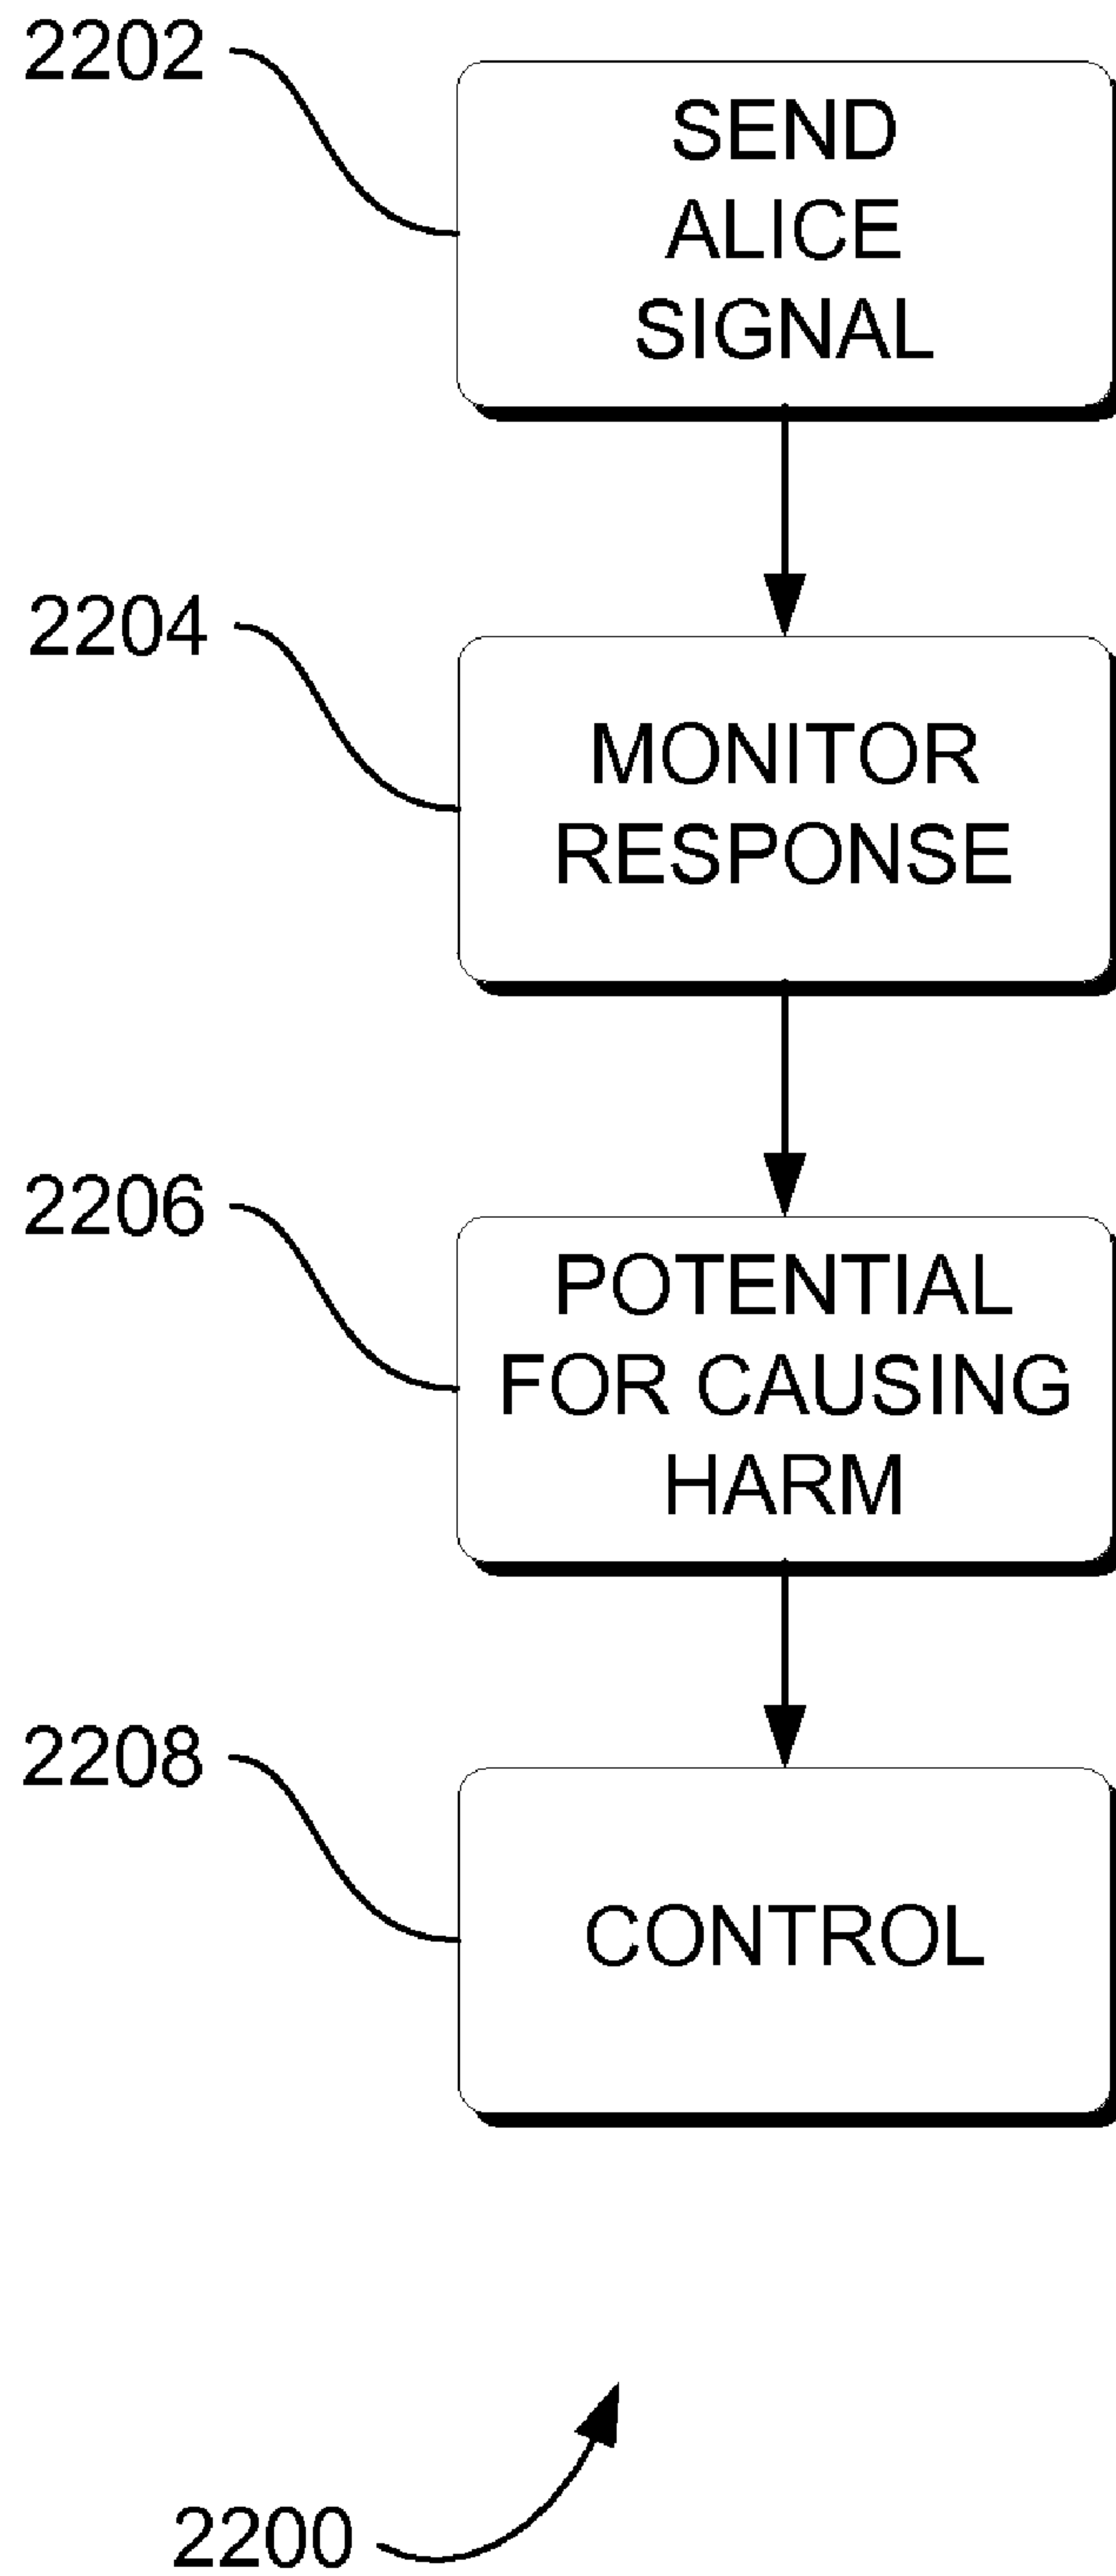 2202
SEND
ALICE
SIGNAL
2204
MONITOR
RESPONSE
2206
POTENTIAL
FOR CAUSING
HARM
2208
CONTROL
2200